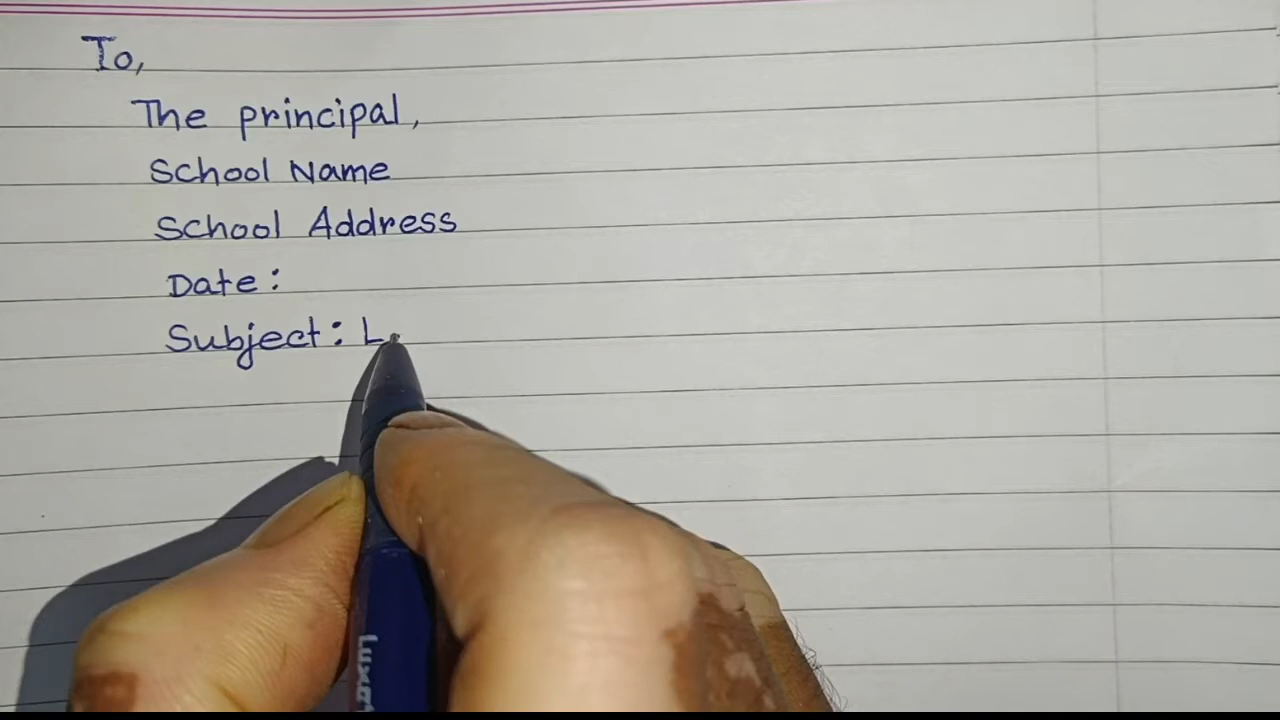 To,
The principal,
School Name
School Address
Date:
Subject: L